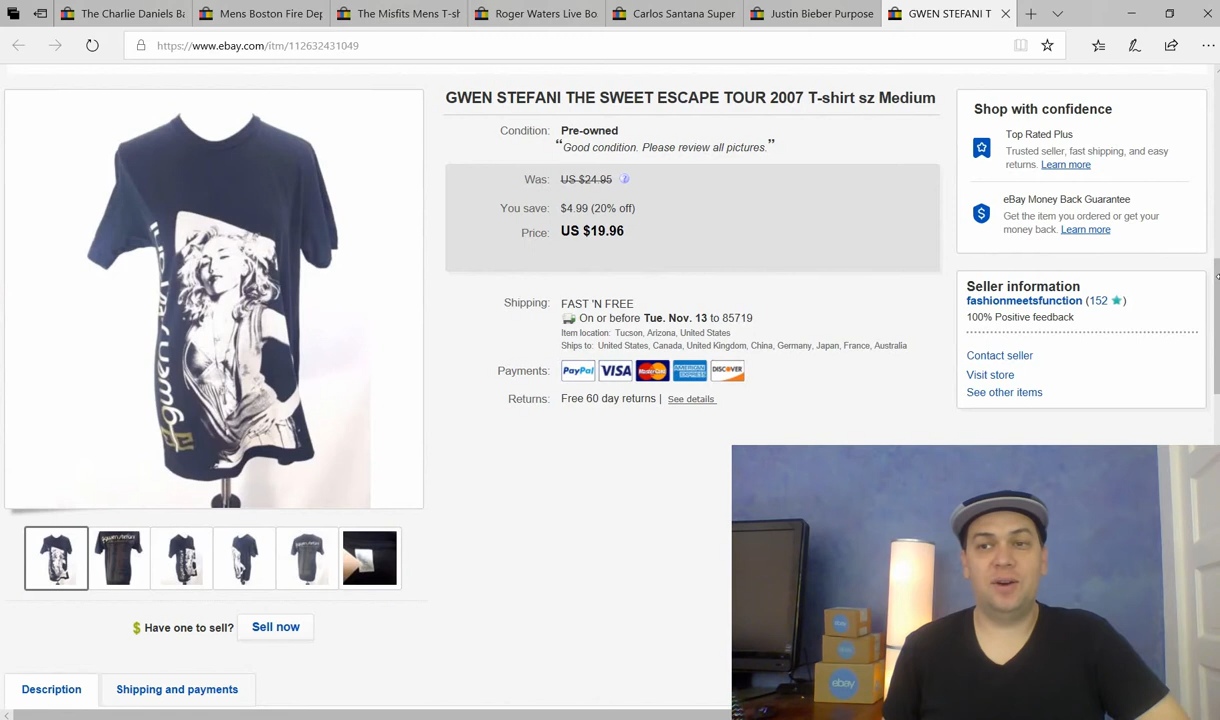 The Charlie Daniels Ba
Mens Boston Fire Dep
The Misfits Mens T-sh
Roger Waters Live Bo
Carlos Santana Super
Justin Bieber Purpose
GWEN STEFANI T
https://www.ebay.com/itm/112632431049
GWEN STEFANI THE SWEET ESCAPE TOUR 2007 T-shirt sz Medium
Condition: Pre-owned
“Good condition. Please review all pictures.”
Was: US $24.95
You save: $4.99 (20% off)
Price: US $19.96
Shipping: FAST 'N FREE
On or before Tue. Nov. 13 to 85719
Item location: Tucson, Arizona, United States
Ships to: United States, Canada, United Kingdom, China, Germany, Japan, France, Australia
Payments: PayPal VISA MasterCard AMERICAN EXPRESS DISCOVER
Returns: Free 60 day returns | See details
Shop with confidence
Top Rated Plus
Trusted seller, fast shipping, and easy
returns. Learn more
eBay Money Back Guarantee
Get the item you ordered or get your
money back. Learn more
Seller information
fashionmeetsfunction (152 )
100% Positive feedback
Contact seller
Visit store
See other items
gwen stefani
Have one to sell? Sell now
Description
Shipping and payments
ebay
ebay
ebay